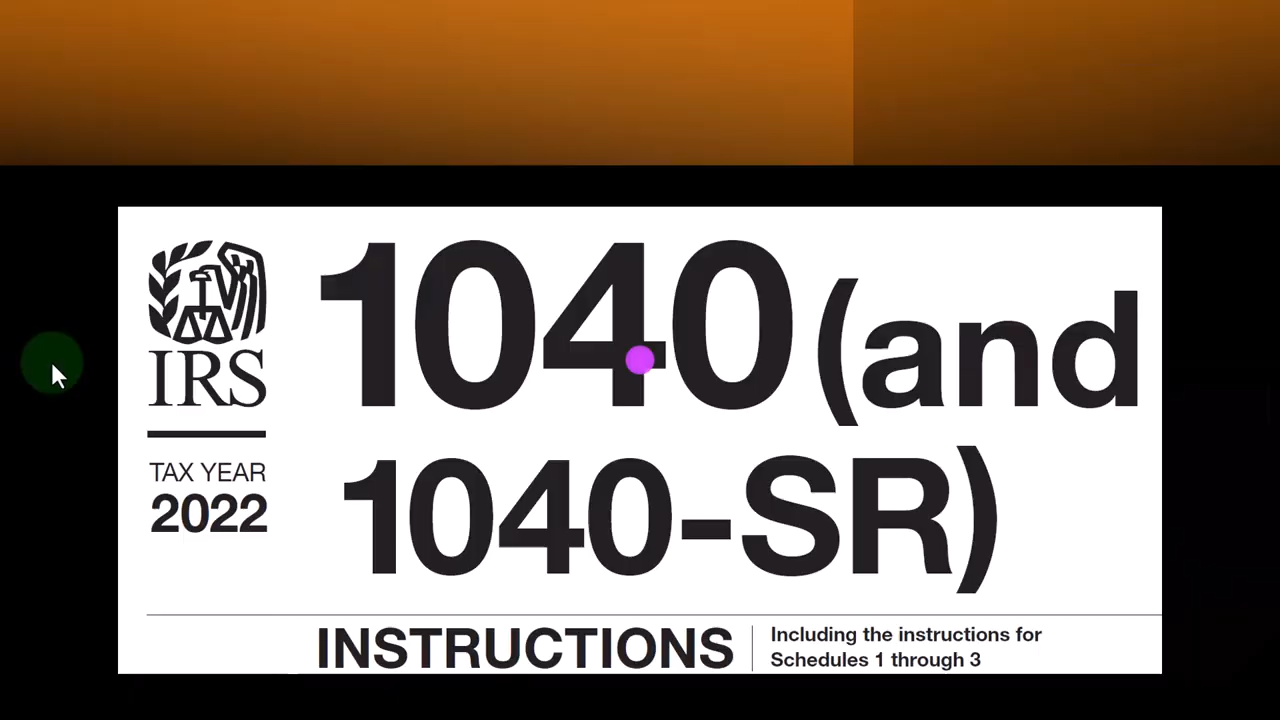 1040 (and
1040-SR)
IRS
TAX YEAR
2022
INSTRUCTIONS
Including the instructions for
Schedules 1 through 3